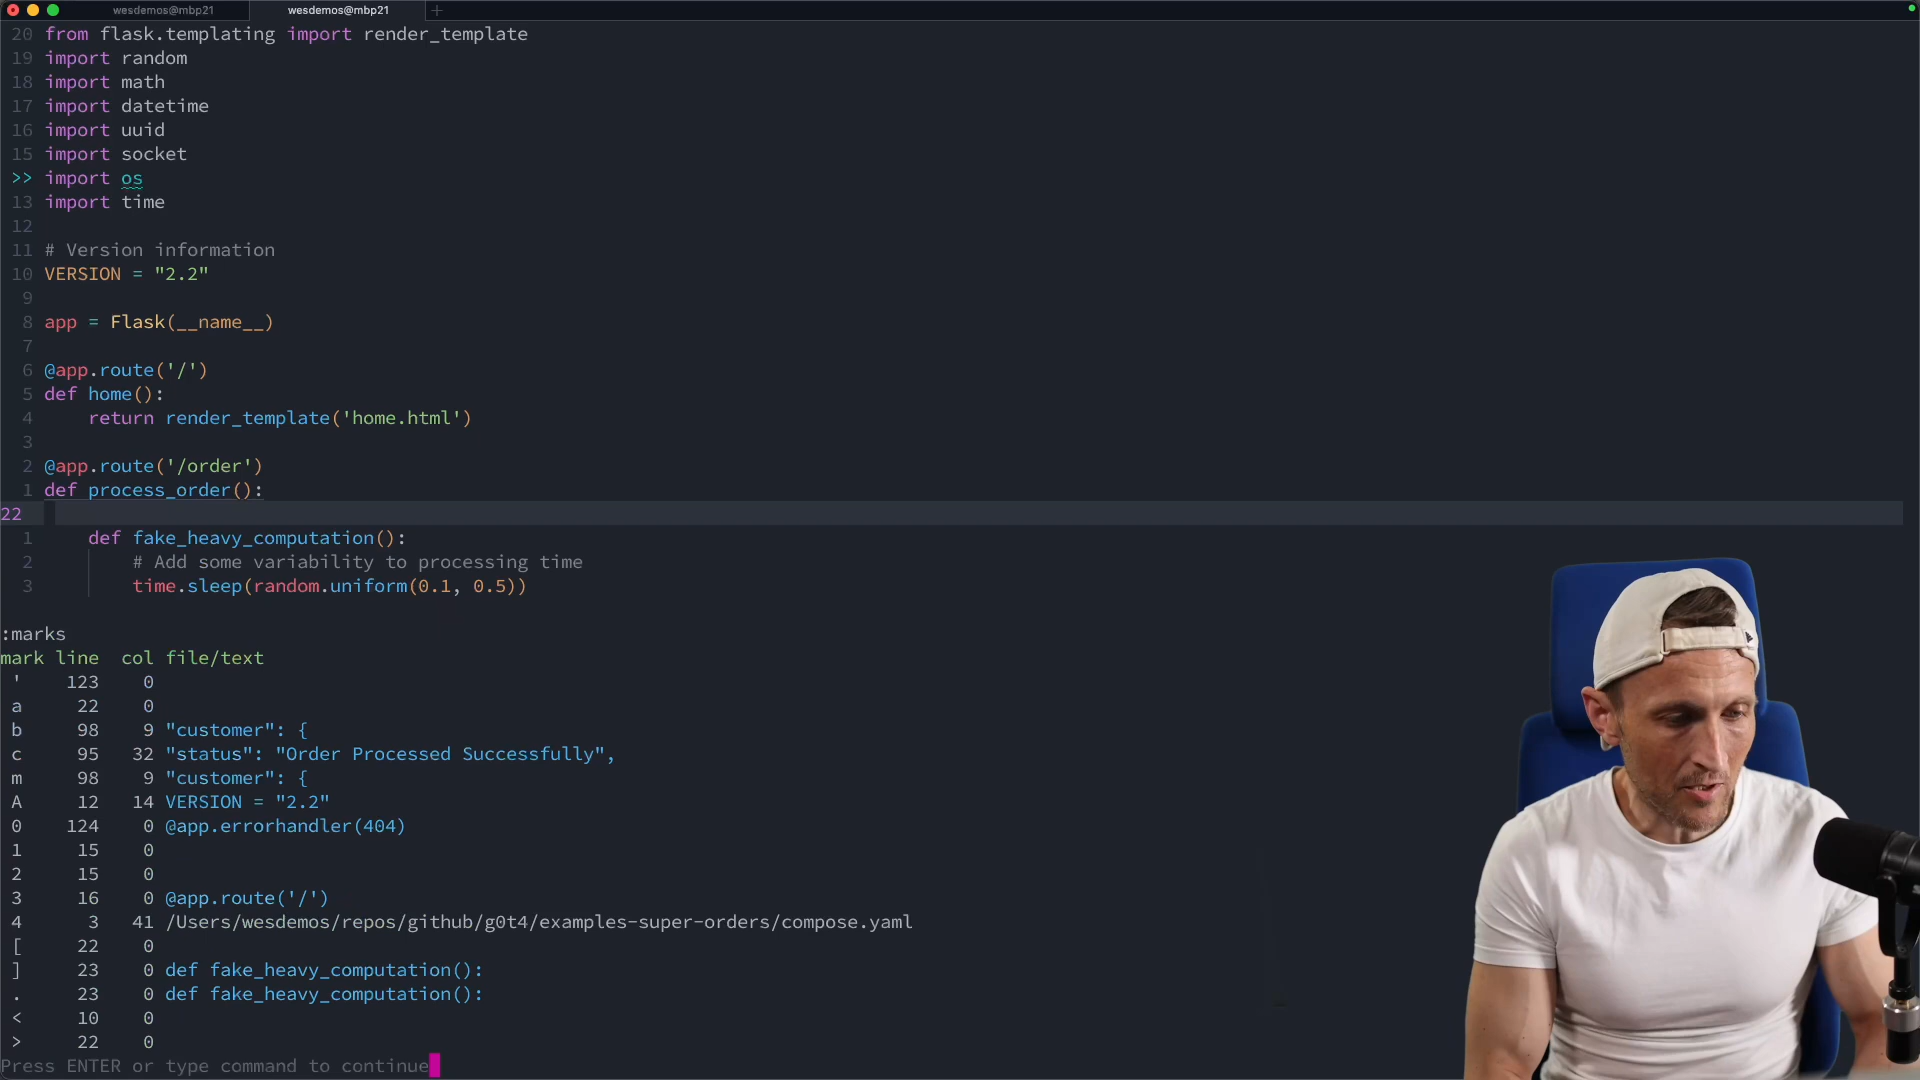 wesdemos@mbp21 wesdemos@mbp21 +
20 from flask.templating import render_template
19 import random
18 import math
17 import datetime
16 import uuid
15 import socket
>> import os
13 import time
12
11 # Version information
10 VERSION = "2.2"
9
8 app = Flask(__name__)
7
6 @app.route('/')
5 def home():
4 return render_template('home.html')
3
2 @app.route('/order')
1 def process_order():
22
1 def fake_heavy_computation():
2 # Add some variability to processing time
3 time.sleep(random.uniform(0.1, 0.5))
:marks
mark line col file/text
' 123 0
a 22 0
b 98 9 "customer": {
c 95 32 "status": "Order Processed Successfully",
m 98 9 "customer": {
A 12 14 VERSION = "2.2"
0 124 0 @app.errorhandler(404)
1 15 0
2 15 0
3 16 0 @app.route('/')
4 3 41 /Users/wesdemos/repos/github/g0t4/examples-super-orders/compose.yaml
[ 22 0
] 23 0 def fake_heavy_computation():
. 23 0 def fake_heavy_computation():
< 10 0
> 22 0
Press ENTER or type command to continue